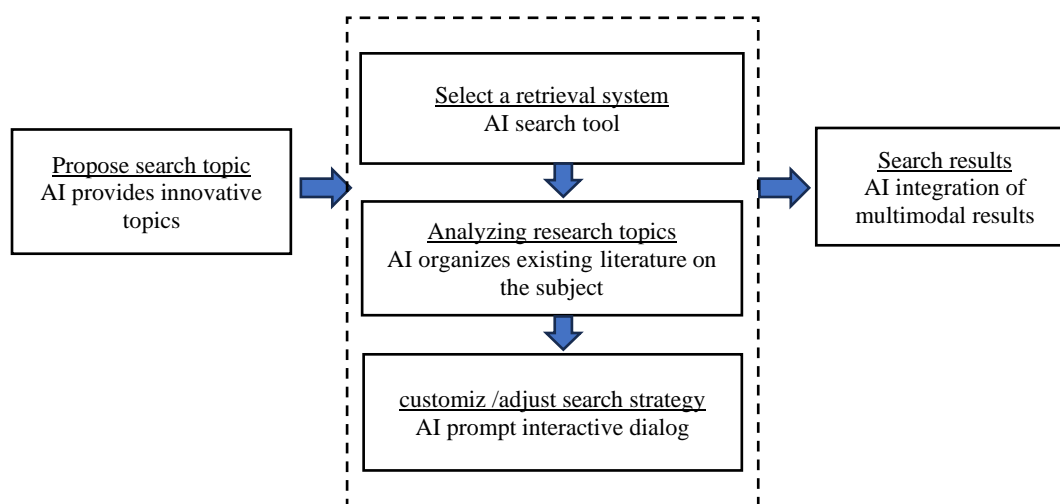 Propose search topic
AI provides innovative
topics
Select a retrieval system
AI search tool
Analyzing research topics
AI organizes existing literature on
the subject
customiz /adjust search strategy
AI prompt interactive dialog
Search results
AI integration of
multimodal results